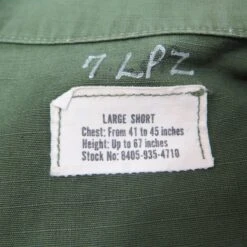 7 LPZ
LARGE SHORT
Chest: From 41 to 45 inches
Height: Up to 67 inches
Stock No: 8405-935-4710